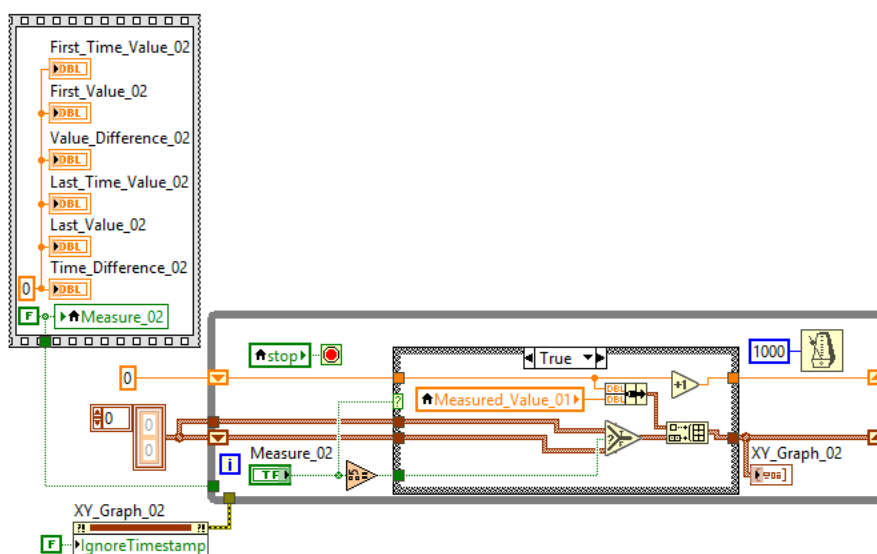 First_Time_Value_02
DBL
First_Value_02
DBL
Value_Difference_02
DBL
Last_Time_Value_02
DBL
Last_Value_02
DBL
Time_Difference_02
0
DBL
F
Measure_02
stop
True
1000
0
DBL
DBL
+1
Measured_Value_01
0
0
0
?
?
i
Measure_02
TF
XY_Graph_02
XY_Graph_02
?!
?!
F
IgnoreTimestamp